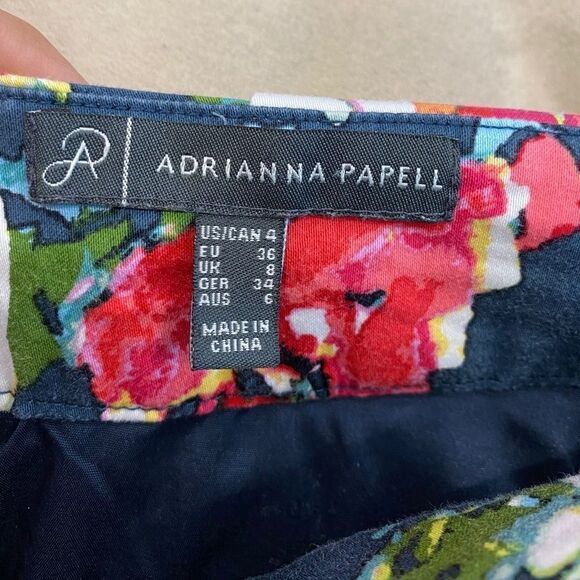 AP
ADRIANNA PAPELL
US/CAN 4
EU 36
UK 8
GER 34
AUS 6
MADE IN
CHINA